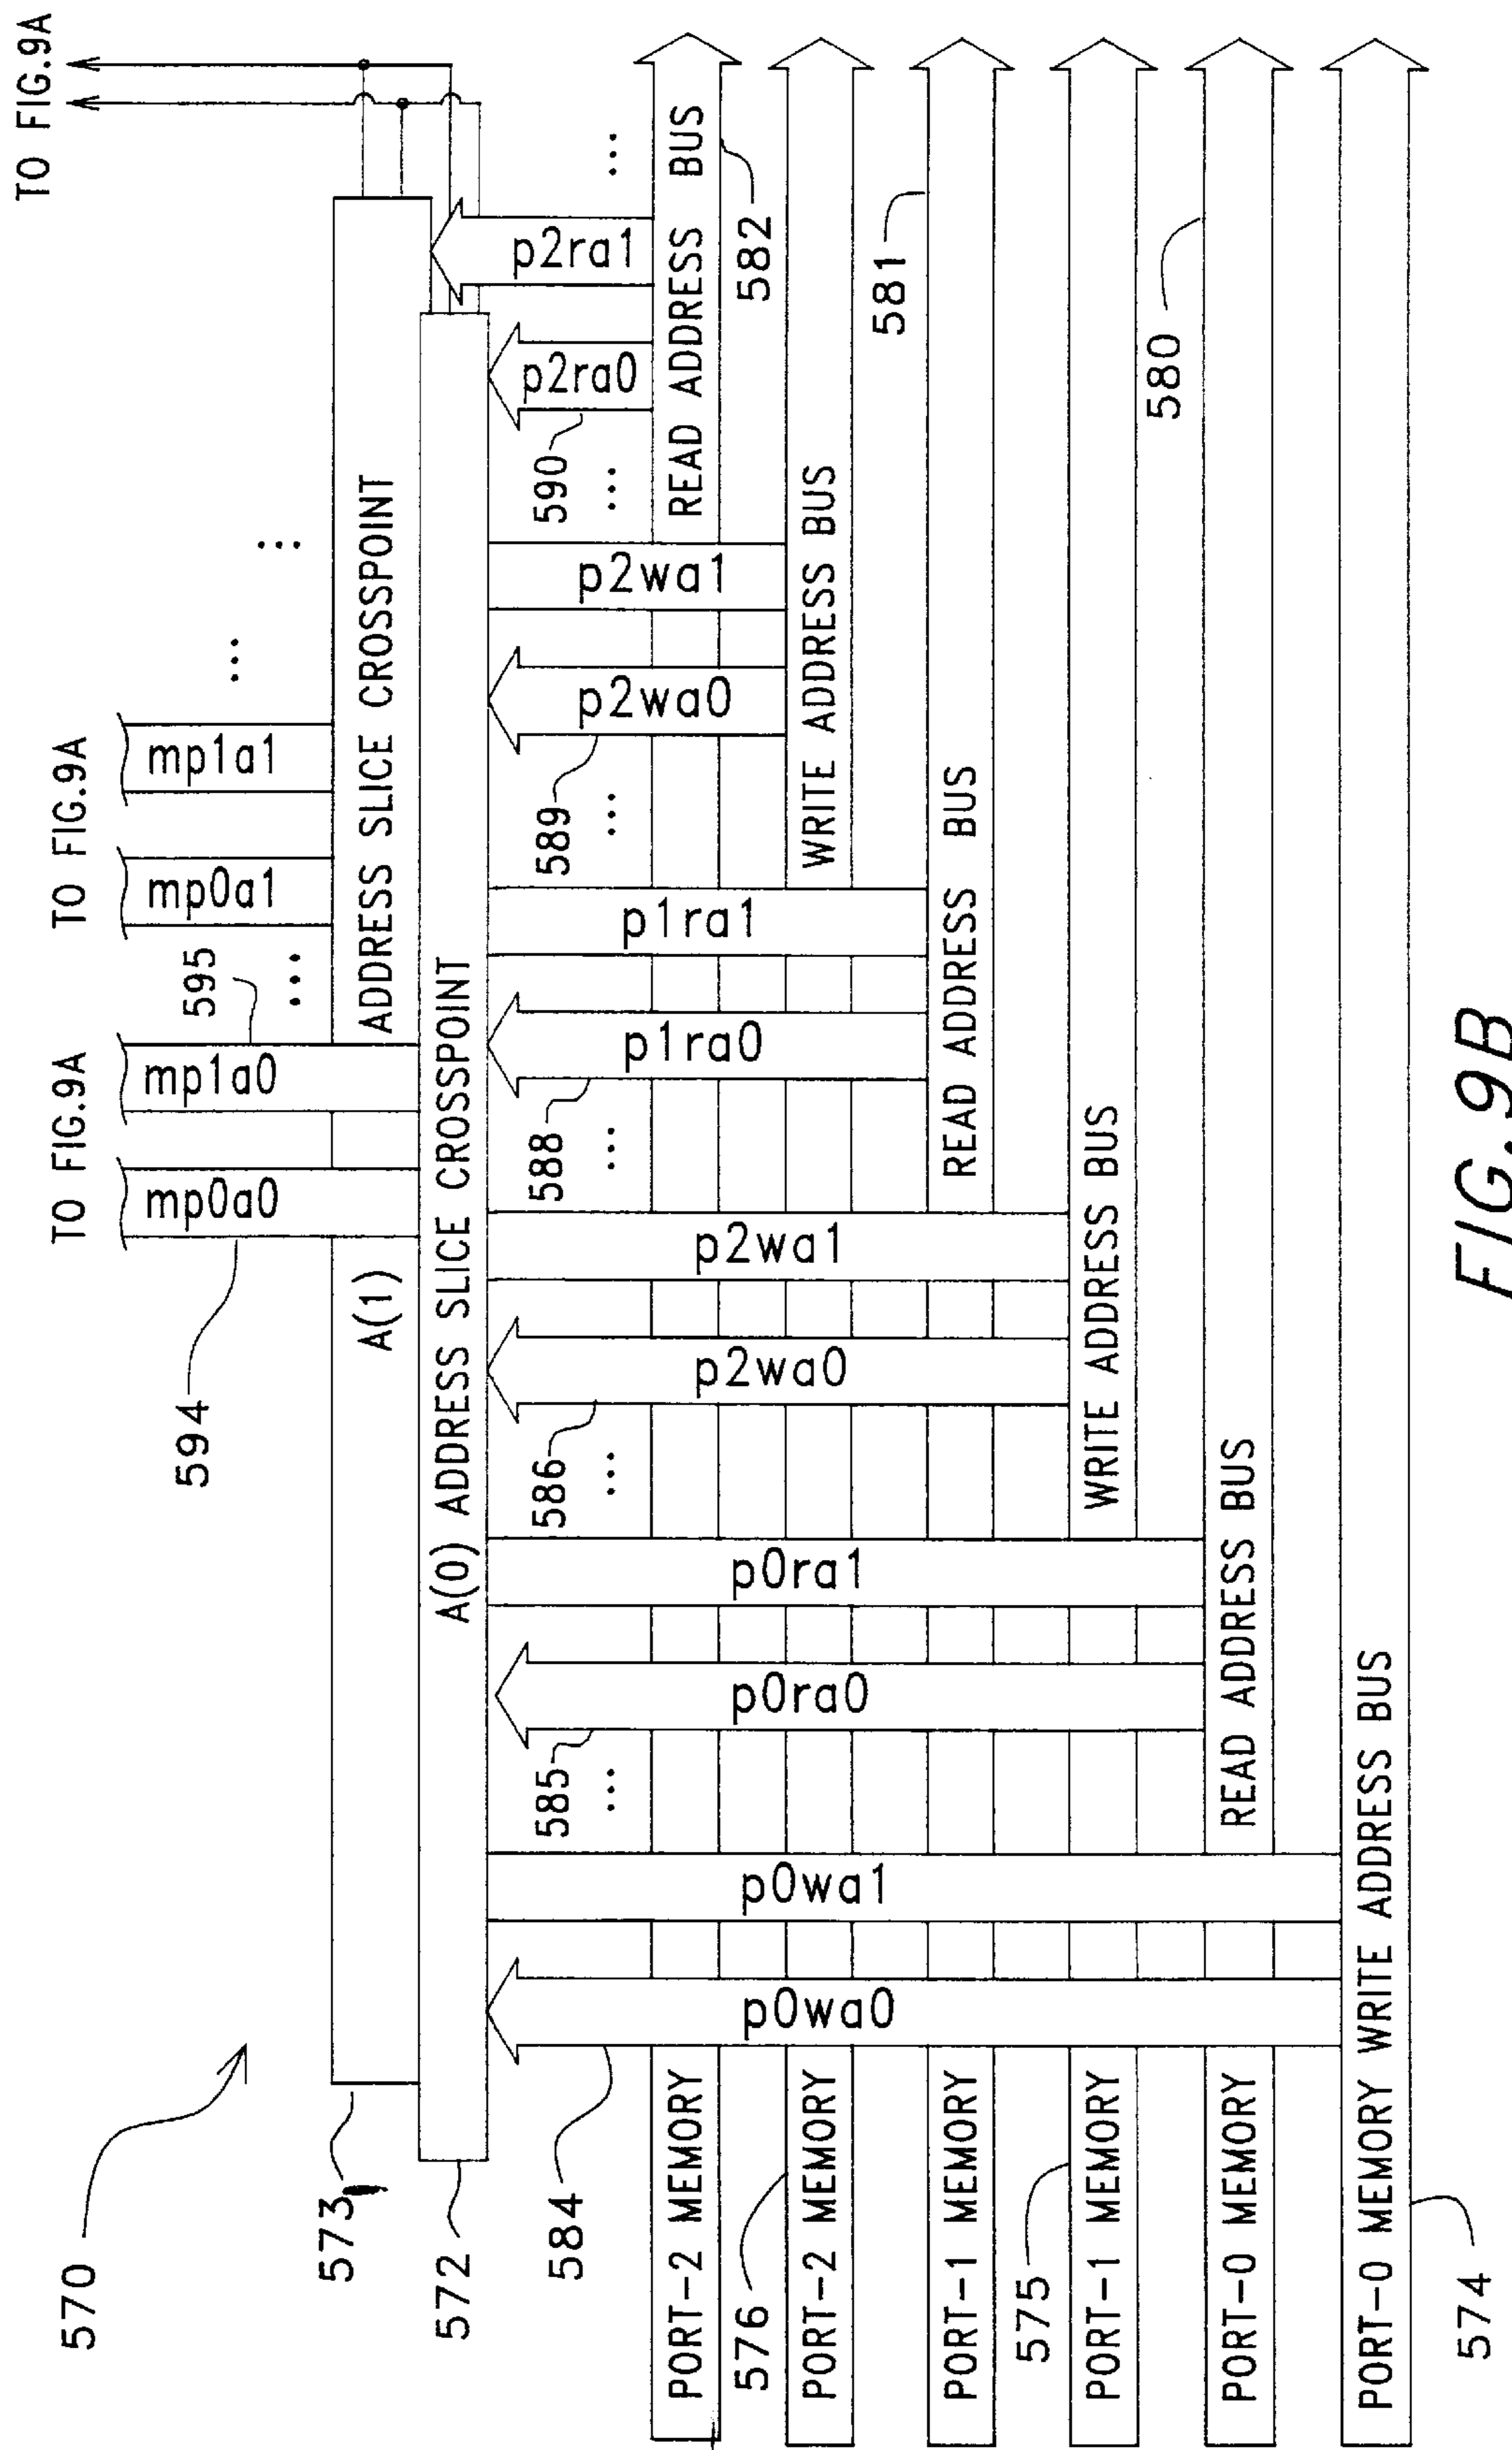 TO FIG.9A
TO FIG.9A
TO FIG.9A
570
594
595
mp0a0
mp1a0
...
mp0a1
mp1a1
...
...
573
A(1) ADDRESS SLICE CROSSPOINT
572
A(0) ADDRESS SLICE CROSSPOINT
584
585
...
586
...
588
...
589
...
590
...
...
p0wa0
p0wa1
p0ra0
p0ra1
p2wa0
p2wa1
p1ra0
p1ra1
p2wa0
p2wa1
p2ra0
p2ra1
PORT-2 MEMORY READ ADDRESS BUS
576
582
PORT-2 MEMORY WRITE ADDRESS BUS
581
PORT-1 MEMORY READ ADDRESS BUS
575
PORT-1 MEMORY WRITE ADDRESS BUS
580
PORT-0 MEMORY READ ADDRESS BUS
PORT-0 MEMORY WRITE ADDRESS BUS
574
FIG.9B